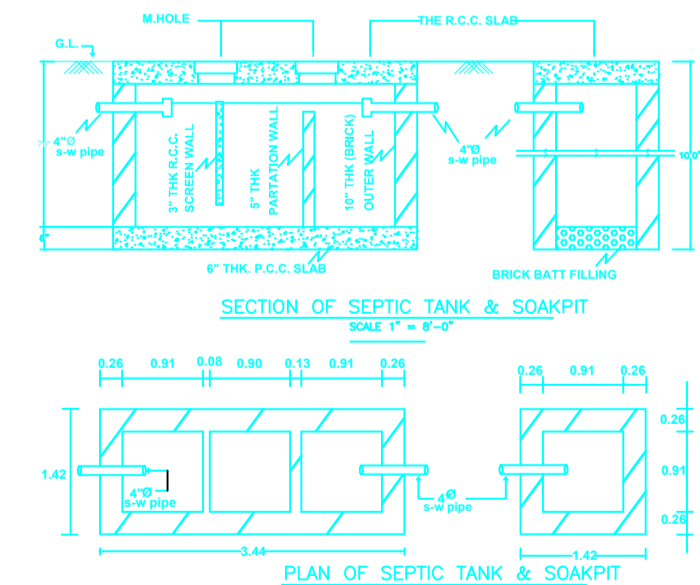 M.HOLE
THE R.C.C. SLAB
G.L.
4"Ø
s-w pipe
3" THK R.C.C.
SCREEN WALL
5" THK
PARTATION WALL
10" THK (BRICK)
OUTER WALL
4"Ø
s-w pipe
10'0"
6" THK. P.C.C. SLAB
BRICK BATT FILLING
SECTION OF SEPTIC TANK & SOAKPIT
SCALE 1" = 8'-0"
0.26 0.91 0.08 0.90 0.13 0.91 0.26
0.26 0.91 0.26
0.26
1.42
0.91
4"Ø
s-w pipe
4"Ø
s-w pipe
0.26
3.44
1.42
PLAN OF SEPTIC TANK & SOAKPIT